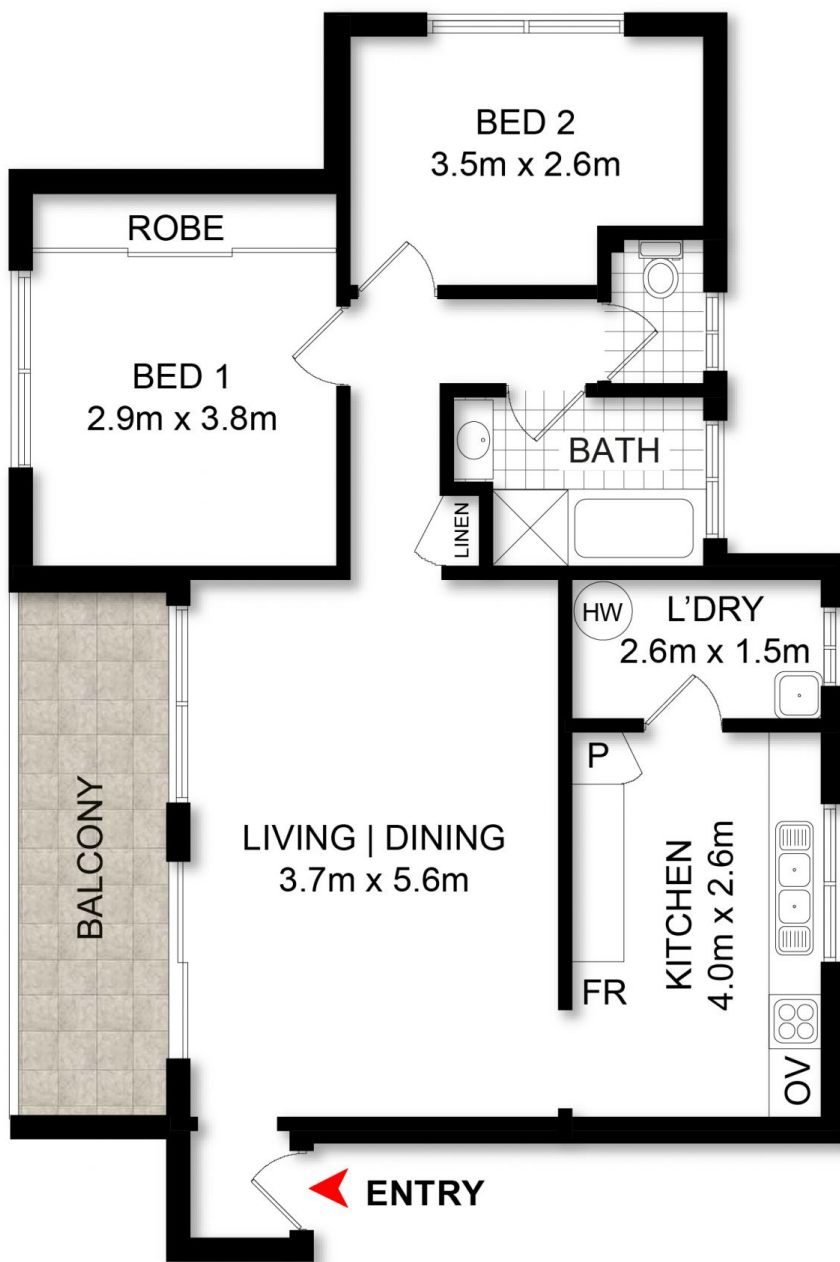 BED 2
3.5m x 2.6m
ROBE
BED 1
2.9m x 3.8m
BATH
LINEN
HW
L'DRY
2.6m x 1.5m
P
BALCONY
LIVING | DINING
3.7m x 5.6m
KITCHEN
4.0m x 2.6m
FR
OV
ENTRY